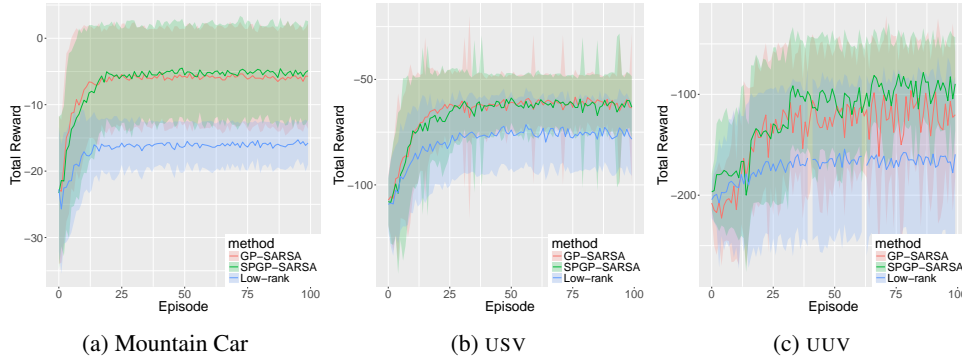 0
−10
−20
−30
Total Reward
0
25
50
75
100
Episode
method
GP−SARSA
SPGP−SARSA
Low−rank
(a) Mountain Car
−50
−100
Total Reward
0
25
50
75
100
Episode
method
GP−SARSA
SPGP−SARSA
Low−rank
(b) USV
−100
−200
Total Reward
0
25
50
75
100
Episode
method
GP−SARSA
SPGP−SARSA
Low−rank
(c) UUV